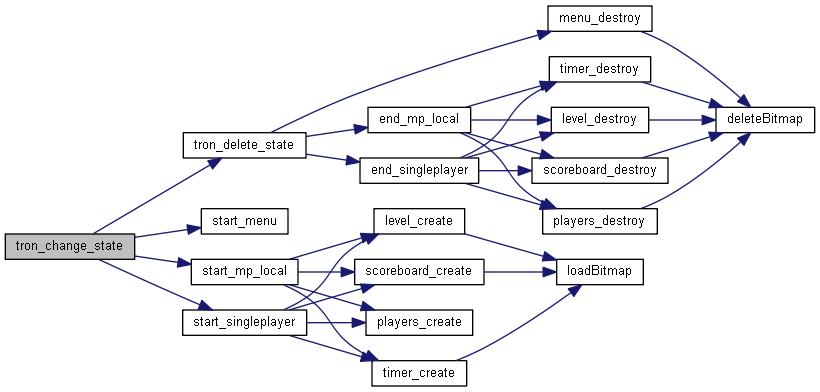 menu_destroy
timer_destroy
end_mp_local
level_destroy
deleteBitmap
tron_delete_state
end_singleplayer
scoreboard_destroy
start_menu
level_create
players_destroy
tron_change_state
start_mp_local
scoreboard_create
loadBitmap
start_singleplayer
players_create
timer_create